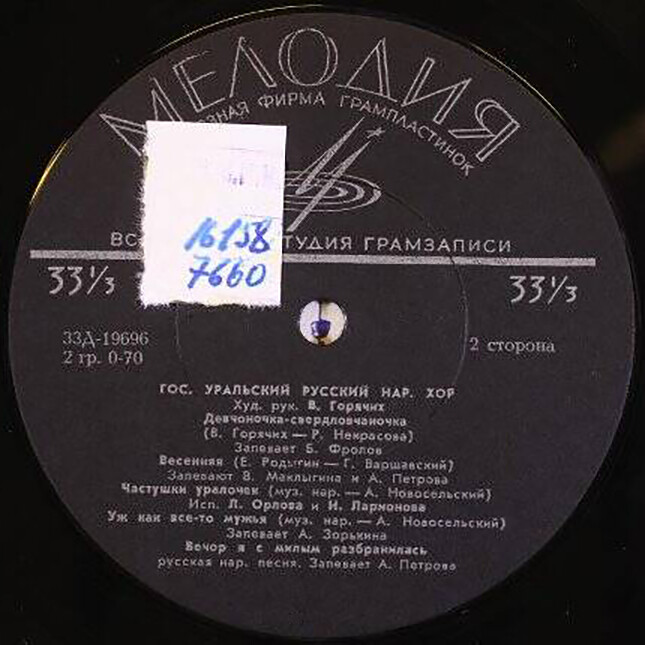 МЕЛОДИЯ
ЗНАЯ ФИРМА ГРАМПЛАСТИНОК
16158
7660
ВС ТУДИЯ ГРАМЗАПИСИ
33⅓ 33⅓
33Д-19696
2 гр. 0-70
2 сторона
ГОС. УРАЛЬСКИЙ РУССКИЙ НАР. ХОР
Худ. рук. В. Горячих
Девчоночка-свердловчаночка
(В. Горячих — Р. Некрасова)
Запевает Б. Фролов
Весенняя (Е. Родыгин — Г. Варшавский)
Запевают В. Маклыгина и А. Петрова
Частушки уралочек (муз. нар. — А. Новосельский)
Исп. Л. Орлова и И. Ларионова
Уж как все-то мужья (муз. нар. — А. Новосельский)
Запевает А. Зорькина
Вечор я с милым разбранилась
русская нар. песня. Запевает А. Петрова